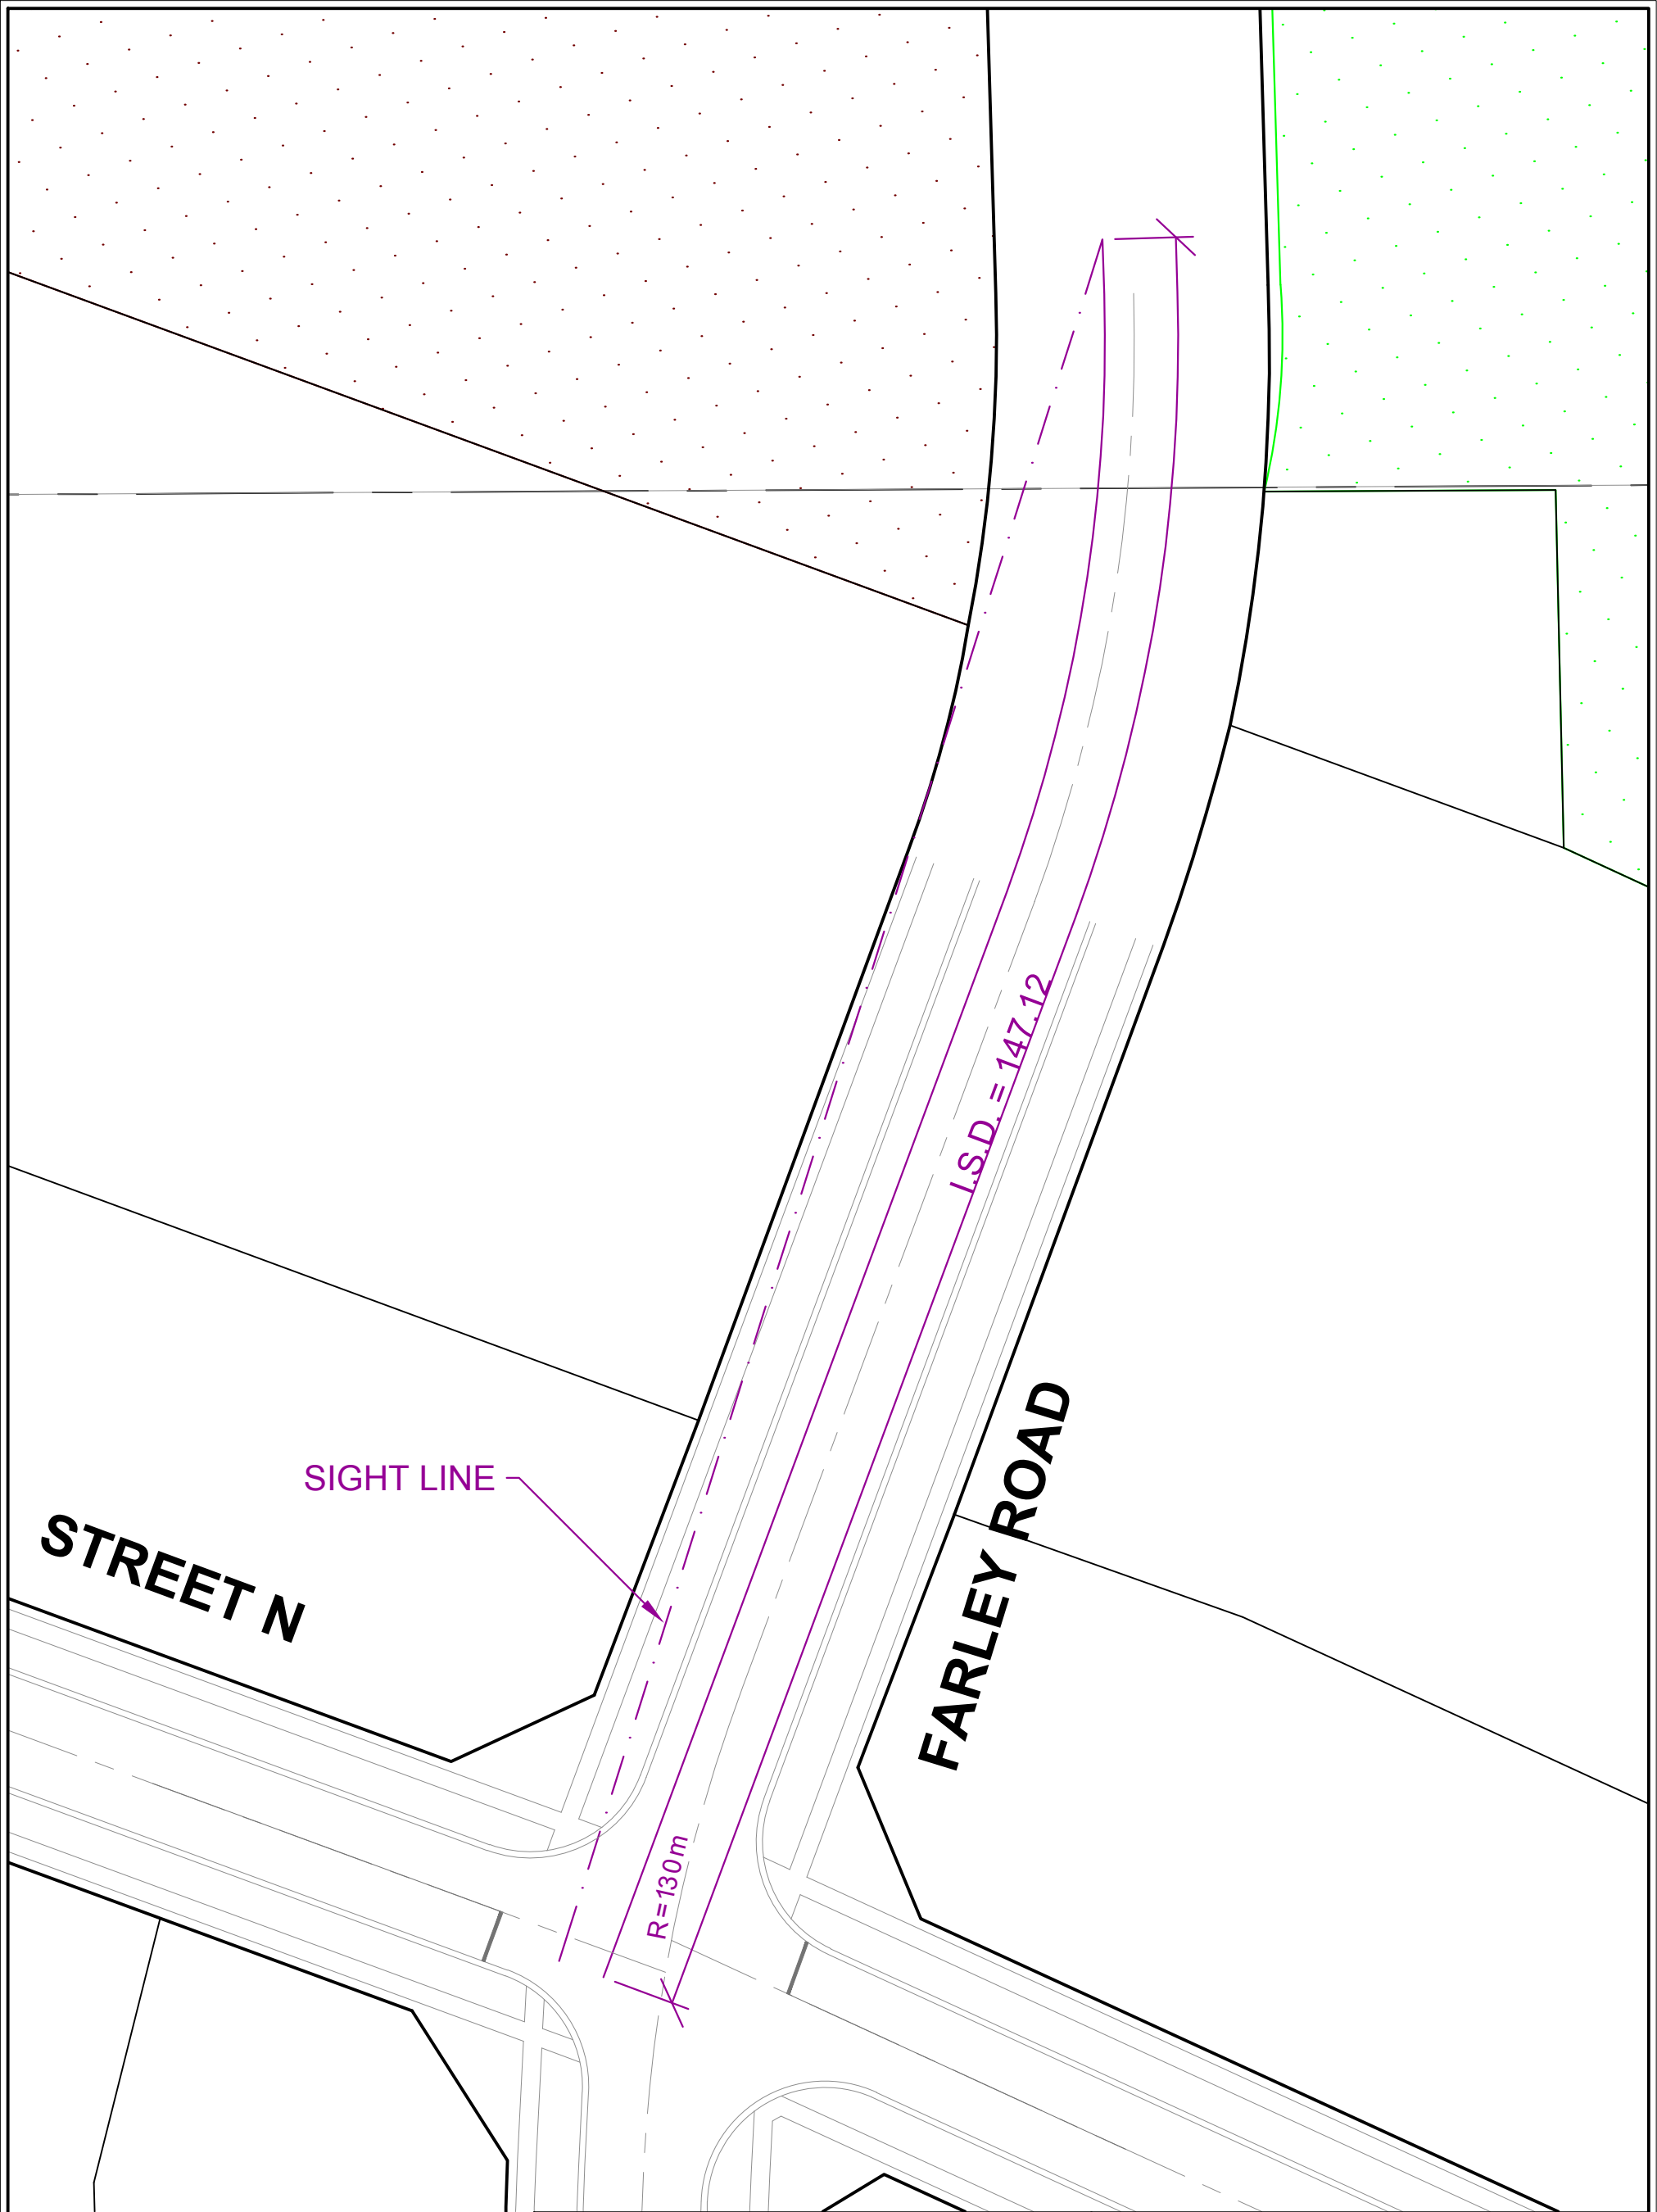 I.S.D. = 147.12
SIGHT LINE
STREET N
FARLEY ROAD
R=130m